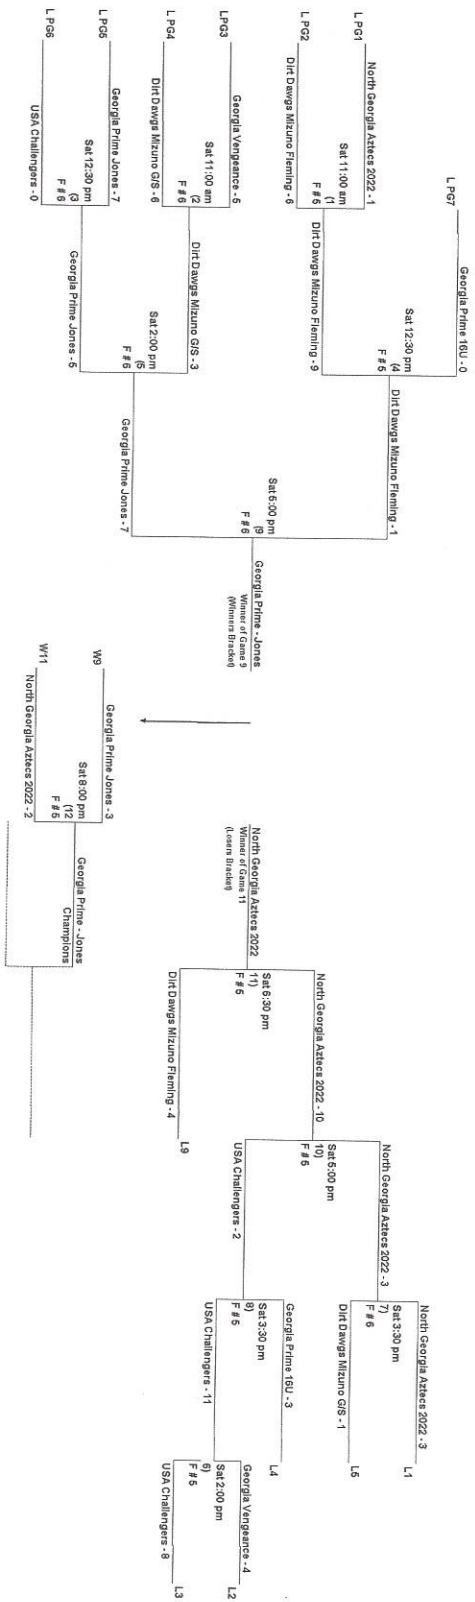 L PG7
Georgia Prime 16U - 0
Sat 12:30 pm
(4
F # 5
Dirt Dawgs Mizuno Fleming - 1
L PG1
North Georgia Aztecs 2022 - 1
Sat 11:00 am
(1
F # 5
Dirt Dawgs Mizuno Fleming - 9
L PG2
Dirt Dawgs Mizuno Fleming - 6
Sat 5:00 pm
(9
F # 6
Georgia Prime - Jones
Winner of Game 9
(Winners Bracket)
L PG3
Georgia Vengeance - 5
Sat 11:00 am
(2
F # 6
Dirt Dawgs Mizuno G/S - 3
L PG4
Dirt Dawgs Mizuno G/S - 6
Sat 2:00 pm
(5
F # 6
Georgia Prime Jones - 7
L PG5
Georgia Prime Jones - 7
Sat 12:30 pm
(3
F # 6
Georgia Prime Jones - 5
L PG6
USA Challengers - 0
North Georgia Aztecs 2022 - 3
L1
Sat 3:30 pm
7)
F # 6
North Georgia Aztecs 2022 - 3
Dirt Dawgs Mizuno G/S - 1
L5
Sat 5:00 pm
10)
F # 5
North Georgia Aztecs 2022 - 10
Georgia Prime 16U - 3
L4
Sat 3:30 pm
8)
F # 5
USA Challengers - 2
Georgia Vengeance - 4
L2
Sat 2:00 pm
6)
F # 5
USA Challengers - 11
USA Challengers - 8
L3
Sat 6:30 pm
11)
F # 5
North Georgia Aztecs 2022
Winner of Game 11
(Losers Bracket)
Dirt Dawgs Mizuno Fleming - 4
L9
W9
Georgia Prime Jones - 3
Sat 8:00 pm
(12
F # 5
Georgia Prime - Jones
Champions
W11
North Georgia Aztecs 2022 - 2